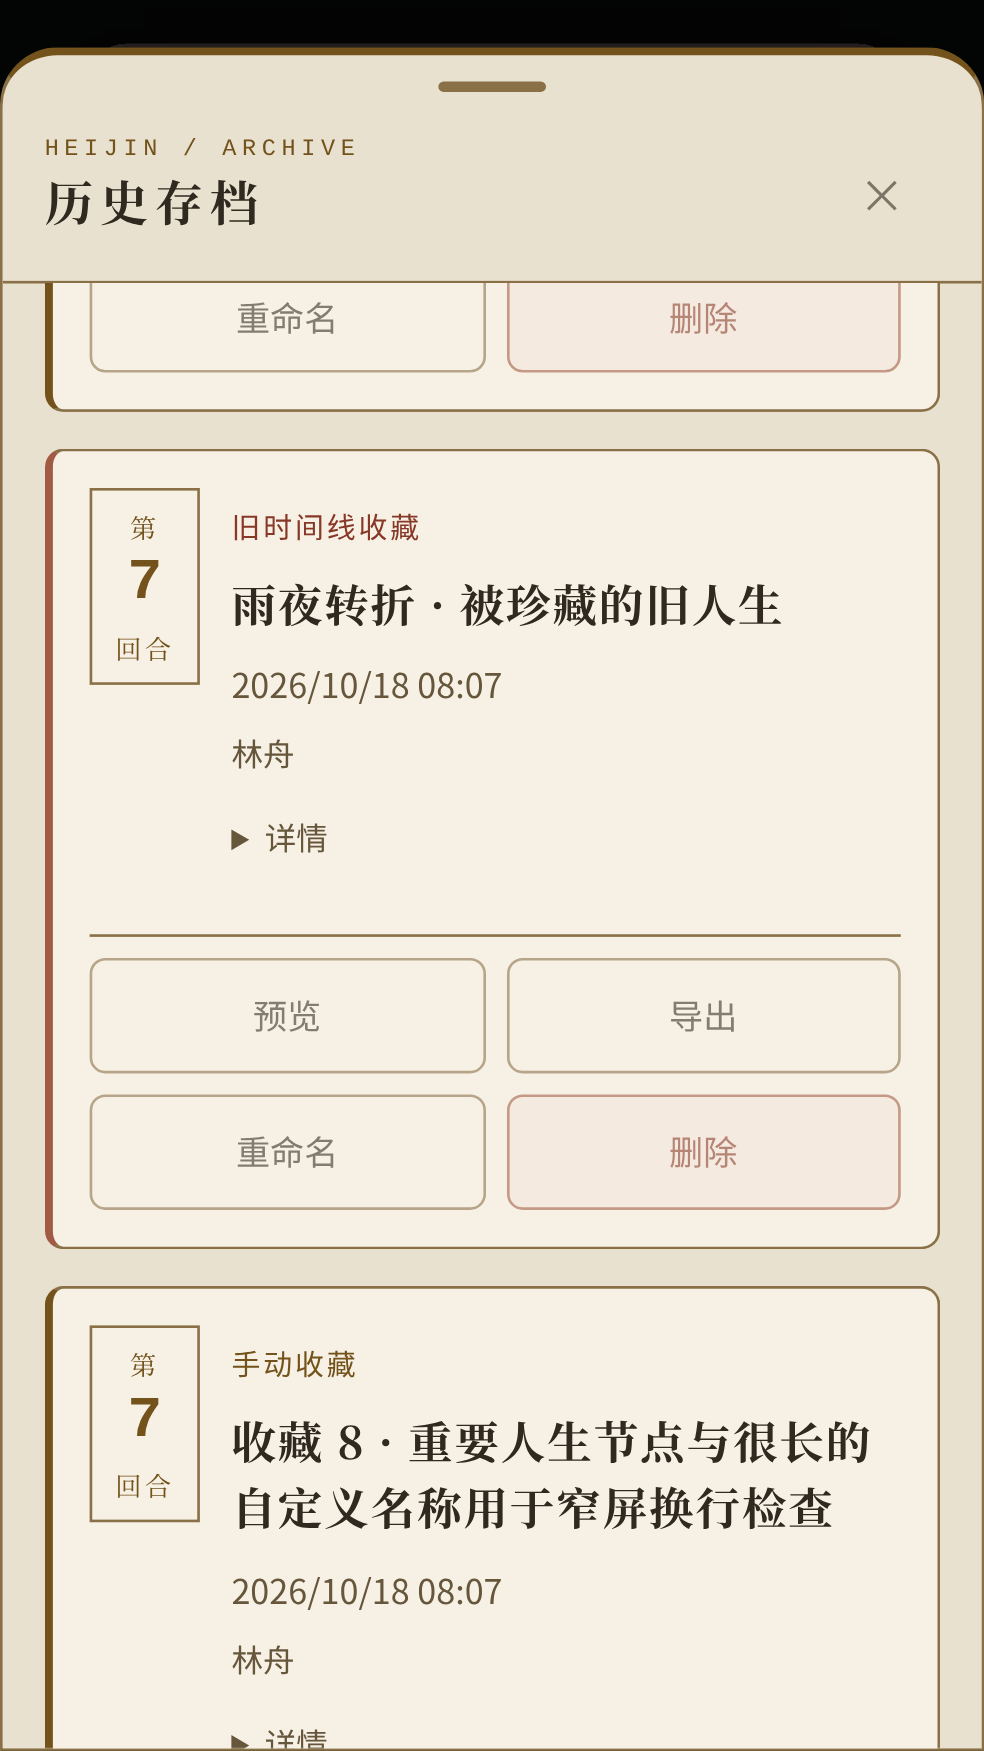 HEIJIN / ARCHIVE
历史存档
重命名
删除
第
7
回合
旧时间线收藏
雨夜转折 · 被珍藏的旧人生
2026/10/18 08:07
林舟
▶ 详情
预览
导出
重命名
删除
第
7
回合
手动收藏
收藏 8 · 重要人生节点与很长的
自定义名称用于窄屏换行检查
2026/10/18 08:07
林舟
▶ 详情